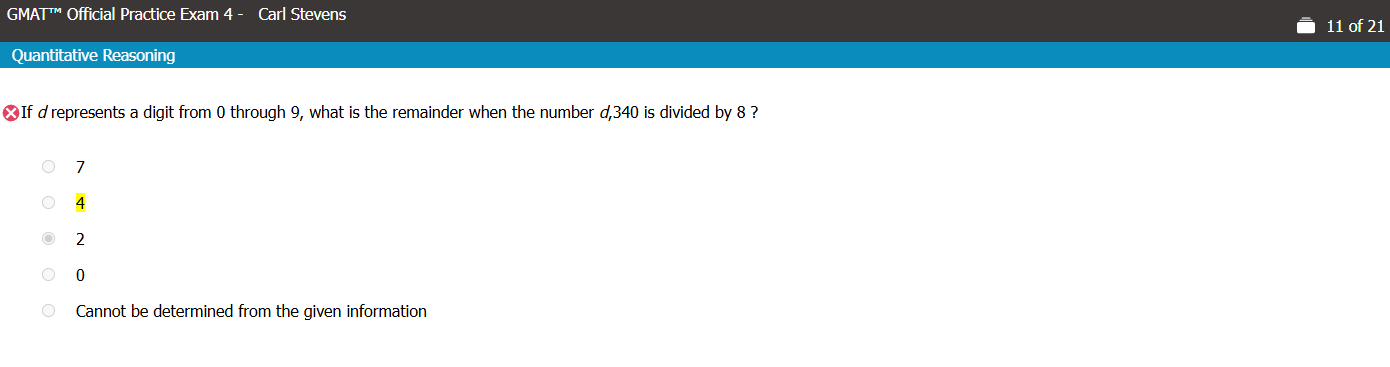 GMAT™ Official Practice Exam 4 - Carl Stevens
11 of 21
Quantitative Reasoning
If d represents a digit from 0 through 9, what is the remainder when the number d,340 is divided by 8 ?
7
4
2
0
Cannot be determined from the given information